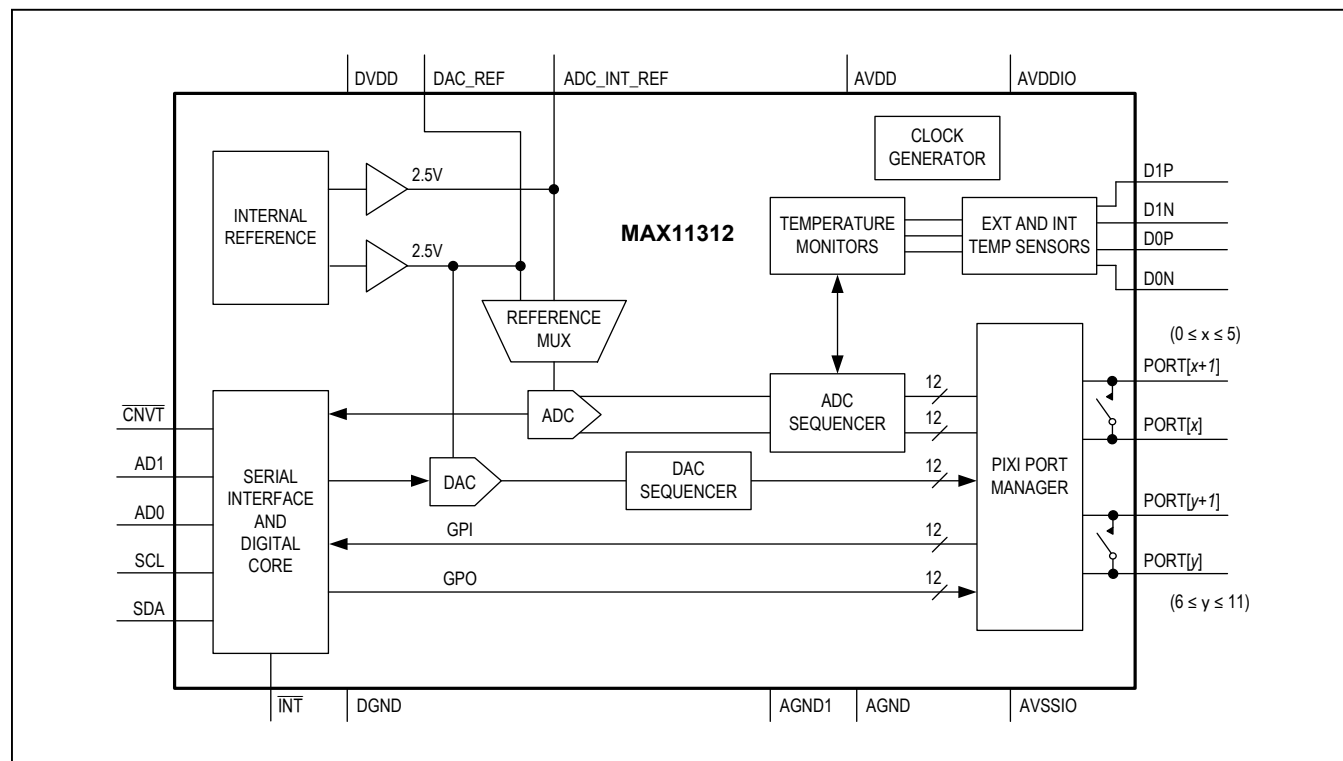 DVDD
DAC_REF
ADC_INT_REF
AVDD
AVDDIO
CLOCK
GENERATOR
INTERNAL
REFERENCE
2.5V
2.5V
MAX11312
TEMPERATURE
MONITORS
EXT AND INT
TEMP SENSORS
D1P
D1N
D0P
D0N
REFERENCE
MUX
(0 ≤ x ≤ 5)
PORT[x+1]
PORT[x]
CNVT
AD1
AD0
SCL
SDA
SERIAL
INTERFACE
AND
DIGITAL
CORE
ADC
ADC
SEQUENCER
12
12
DAC
DAC
SEQUENCER
12
PIXI PORT
MANAGER
GPI
12
GPO
12
PORT[y+1]
PORT[y]
(6 ≤ y ≤ 11)
INT
DGND
AGND1
AGND
AVSSIO